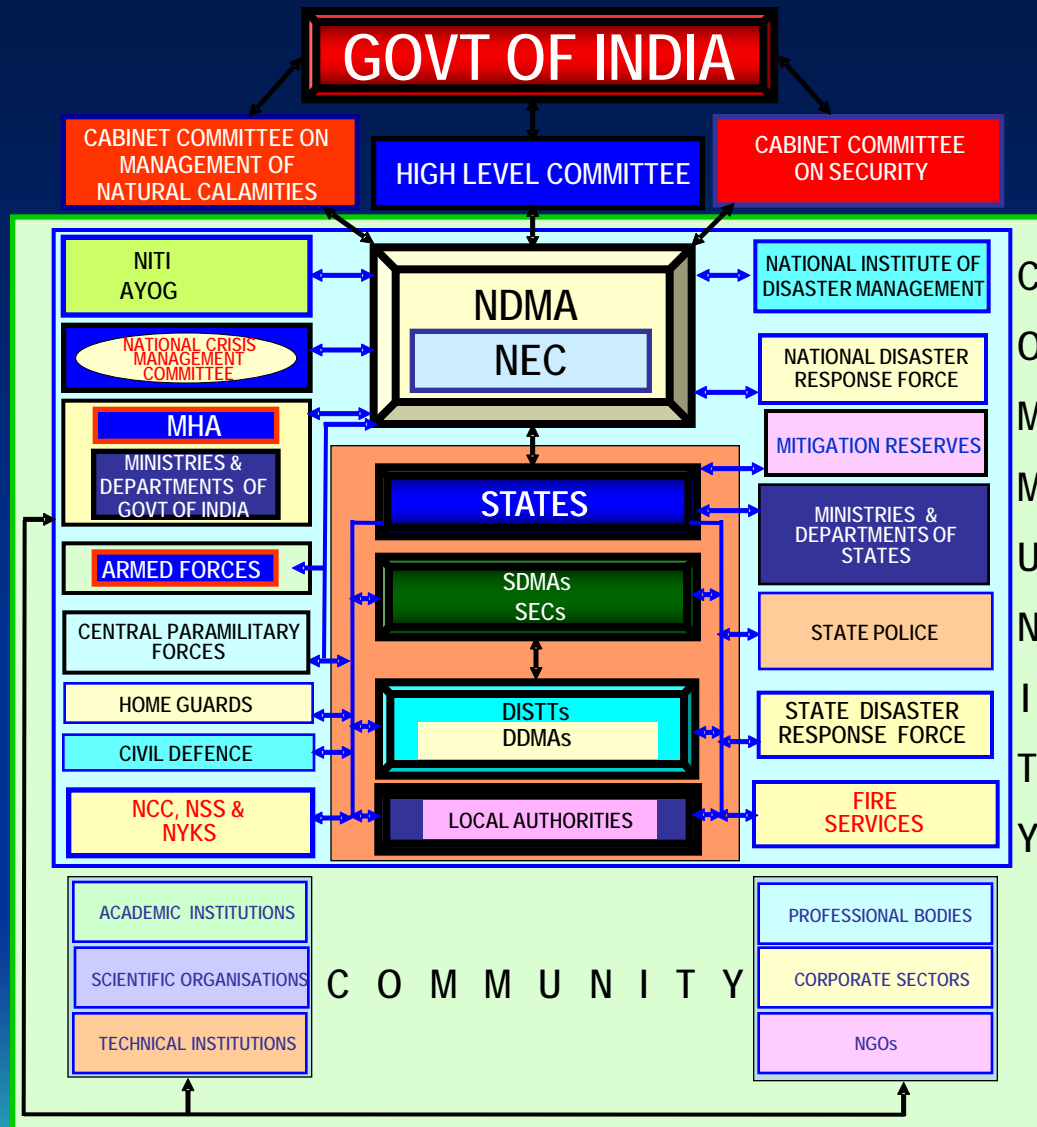 GOVT OF INDIA
CABINET COMMITTEE ON
MANAGEMENT OF
NATURAL CALAMITIES
HIGH LEVEL COMMITTEE
CABINET COMMITTEE
ON SECURITY
NITI
AYOG
NATIONAL CRISIS
MANAGEMENT
COMMITTEE
MHA
MINISTRIES &
DEPARTMENTS OF
GOVT OF INDIA
ARMED FORCES
CENTRAL PARAMILITARY
FORCES
HOME GUARDS
CIVIL DEFENCE
NCC, NSS &
NYKS
NDMA
NEC
STATES
SDMAs
SECs
DISTTs
DDMAs
LOCAL AUTHORITIES
NATIONAL INSTITUTE OF
DISASTER MANAGEMENT
NATIONAL DISASTER
RESPONSE FORCE
MITIGATION RESERVES
MINISTRIES &
DEPARTMENTS OF
STATES
STATE POLICE
STATE DISASTER
RESPONSE FORCE
FIRE
SERVICES
C
O
M
M
U
N
I
T
Y
ACADEMIC INSTITUTIONS
SCIENTIFIC ORGANISATIONS
TECHNICAL INSTITUTIONS
C O M M U N I T Y
PROFESSIONAL BODIES
CORPORATE SECTORS
NGOs